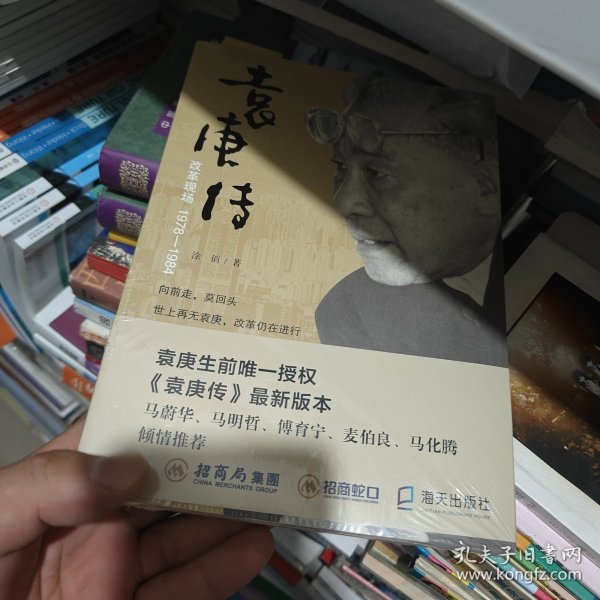 袁庚传
改革现场 1978—1984
涂俏/著
向前走，莫回头
世上再无袁庚，改革仍在进行
袁庚生前唯一授权
《袁庚传》最新版本
马蔚华、马明哲、傅育宁、麦伯良、马化腾
倾情推荐
招商局集團
CHINA MERCHANTS GROUP
招商蛇口
海天出版社
HAITIAN PUBLISHING HOUSE
孔夫子旧书网
www.kongfz.com